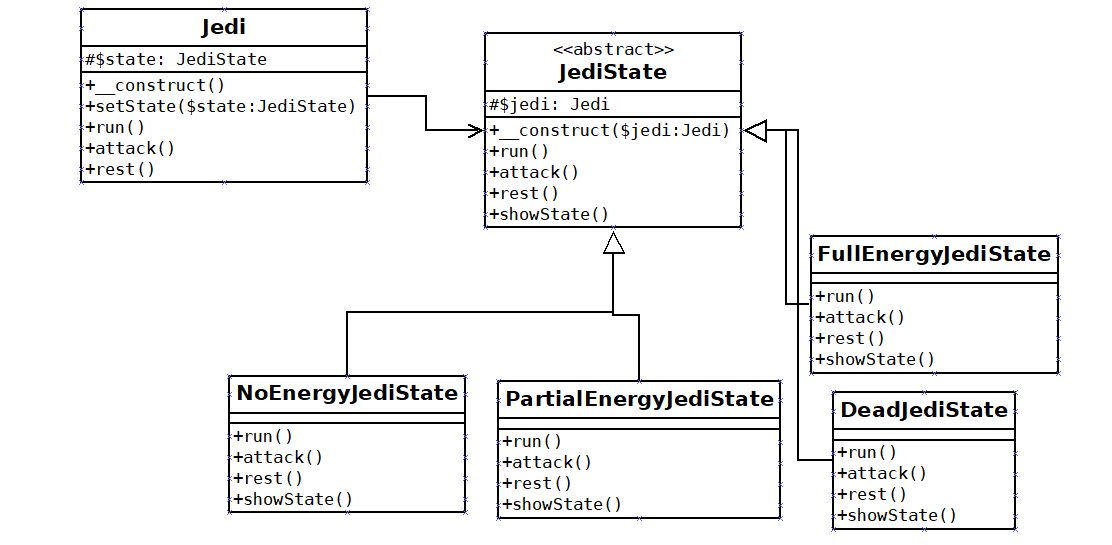 Jedi
#$state: JediState
+__construct()
+setState($state:JediState)
+run()
+attack()
+rest()
<<abstract>>
JediState
#$jedi: Jedi
+__construct($jedi:Jedi)
+run()
+attack()
+rest()
+showState()
FullEnergyJediState
+run()
+attack()
+rest()
+showState()
NoEnergyJediState
+run()
+attack()
+rest()
+showState()
PartialEnergyJediState
+run()
+attack()
+rest()
+showState()
DeadJediState
+run()
+attack()
+rest()
+showState()